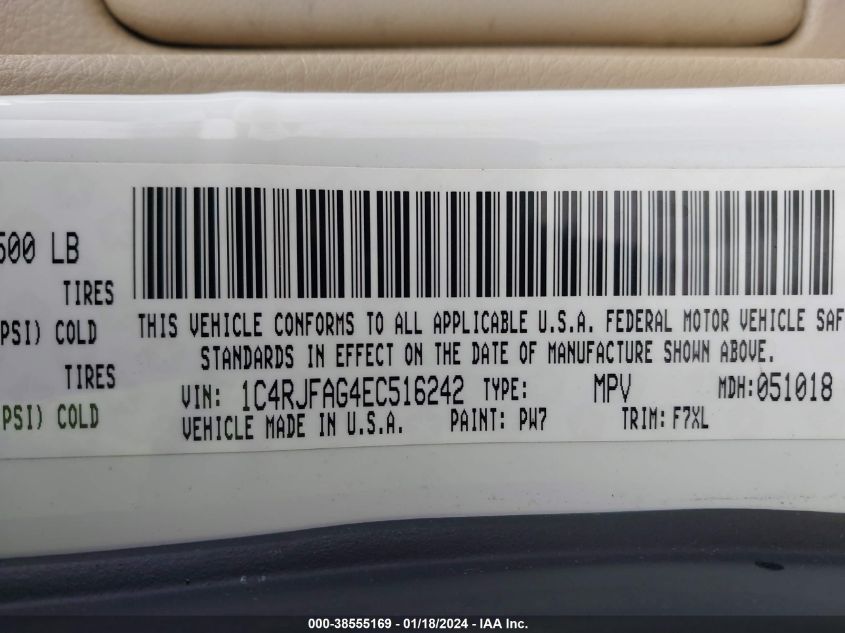 500 LB
TIRES
PSI) COLD
TIRES
PSI) COLD
THIS VEHICLE CONFORMS TO ALL APPLICABLE U.S.A. FEDERAL MOTOR VEHICLE SAF
STANDARDS IN EFFECT ON THE DATE OF MANUFACTURE SHOWN ABOVE.
VIN: 1C4RJFAG4EC516242 TYPE: MPV MDH:051018
VEHICLE MADE IN U.S.A. PAINT: PW7 TRIM: F7XL
000-38555169 - 01/18/2024 - IAA Inc.